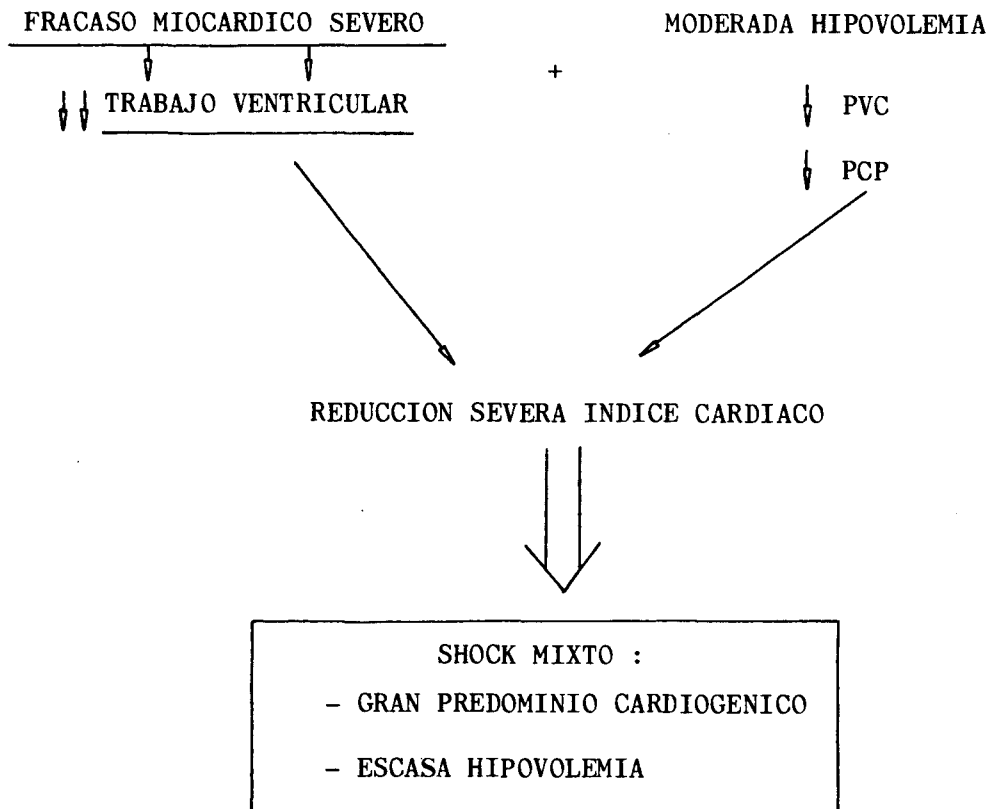 FRACASO MIOCARDICO SEVERO
MODERADA HIPOVOLEMIA
+
TRABAJO VENTRICULAR
PVC
PCP
REDUCCION SEVERA INDICE CARDIACO
SHOCK MIXTO :
- GRAN PREDOMINIO CARDIOGENICO
- ESCASA HIPOVOLEMIA